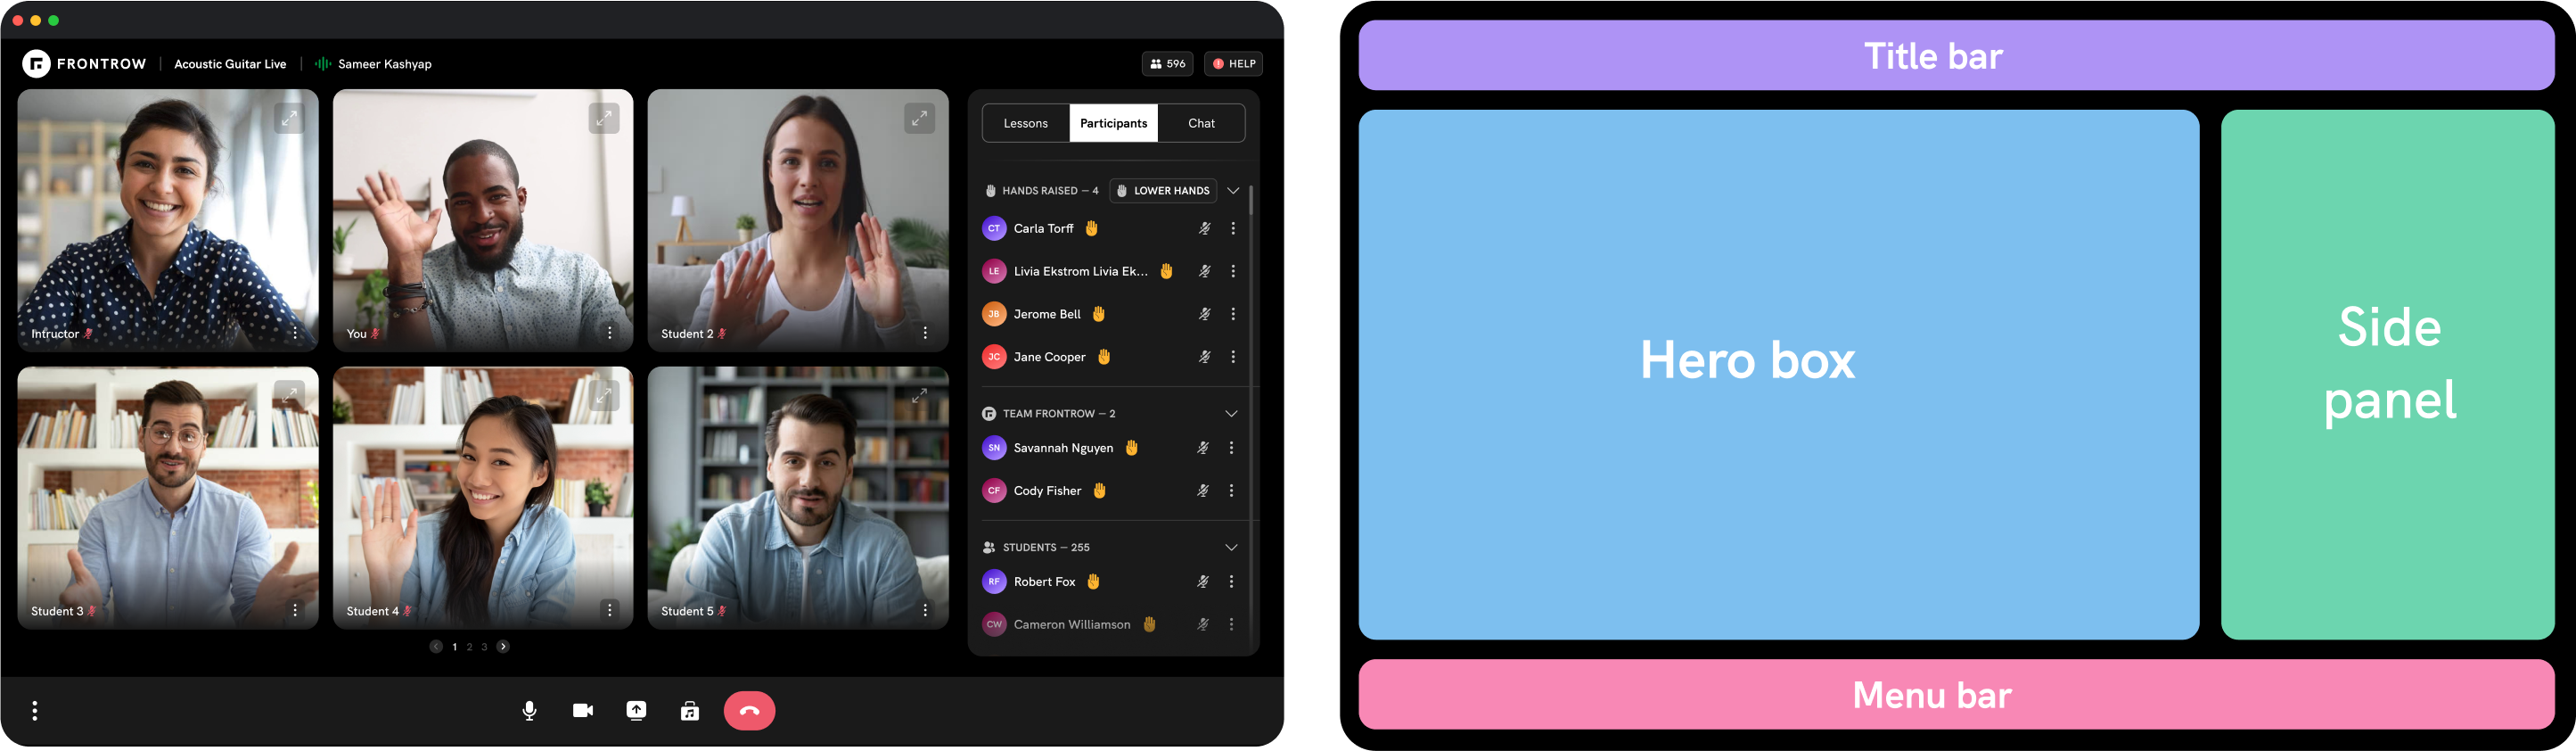 FRONTROW | Acoustic Guitar Live | Sameer Kashyap
596
HELP
Intructor
You
Student 2
Student 3
Student 4
Student 5
1 2 3
Lessons Participants Chat
HANDS RAISED – 4
LOWER HANDS
CT Carla Torff
LE Livia Ekstrom Livia Ek...
JB Jerome Bell
JC Jane Cooper
TEAM FRONTROW – 2
SN Savannah Nguyen
CF Cody Fisher
STUDENTS – 255
RF Robert Fox
CW Cameron Williamson
Title bar
Hero box
Side
panel
Menu bar